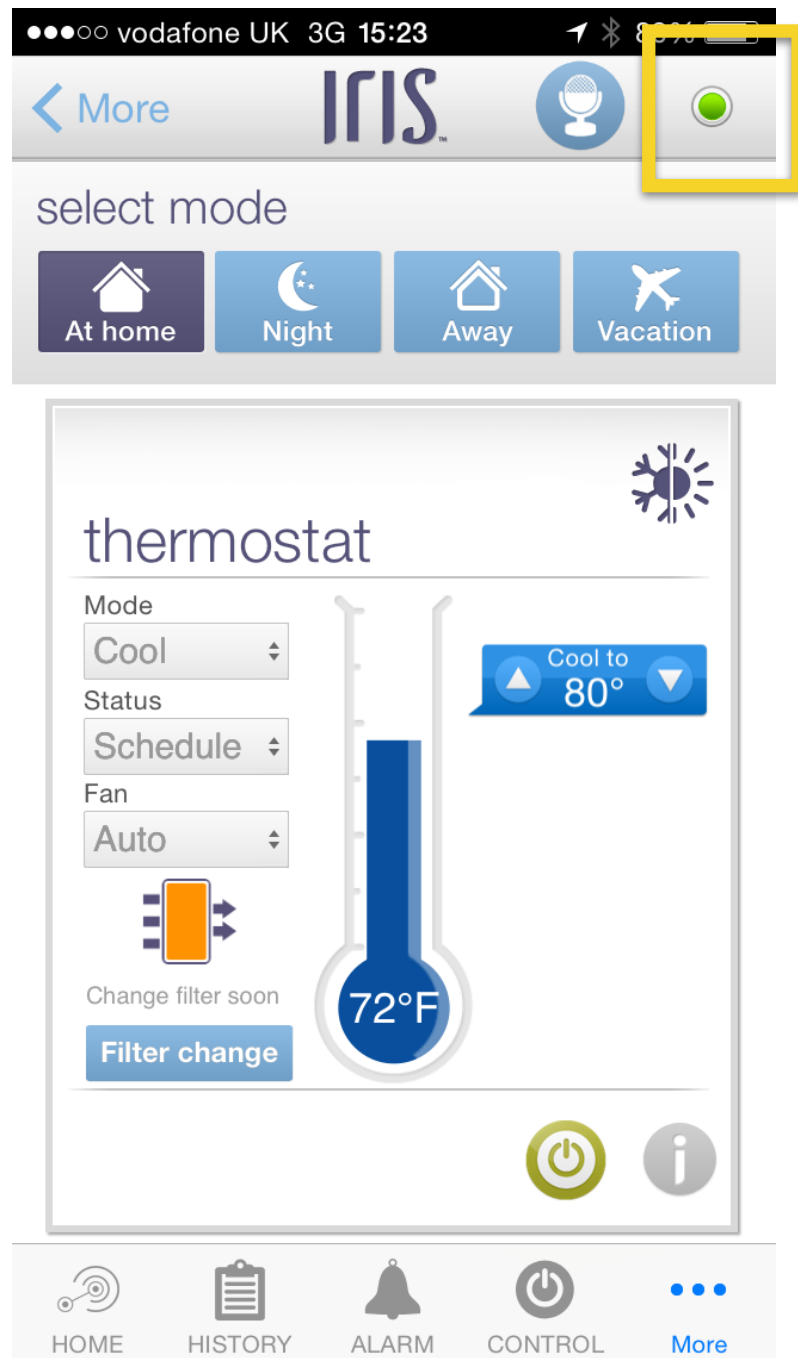 vodafone UK 3G 15:23
More
IRIS™
select mode
At home Night Away Vacation
thermostat
Mode
Cool
Cool to
80°
Status
Schedule
Fan
Auto
Change filter soon
72°F
Filter change
i
HOME HISTORY ALARM CONTROL More